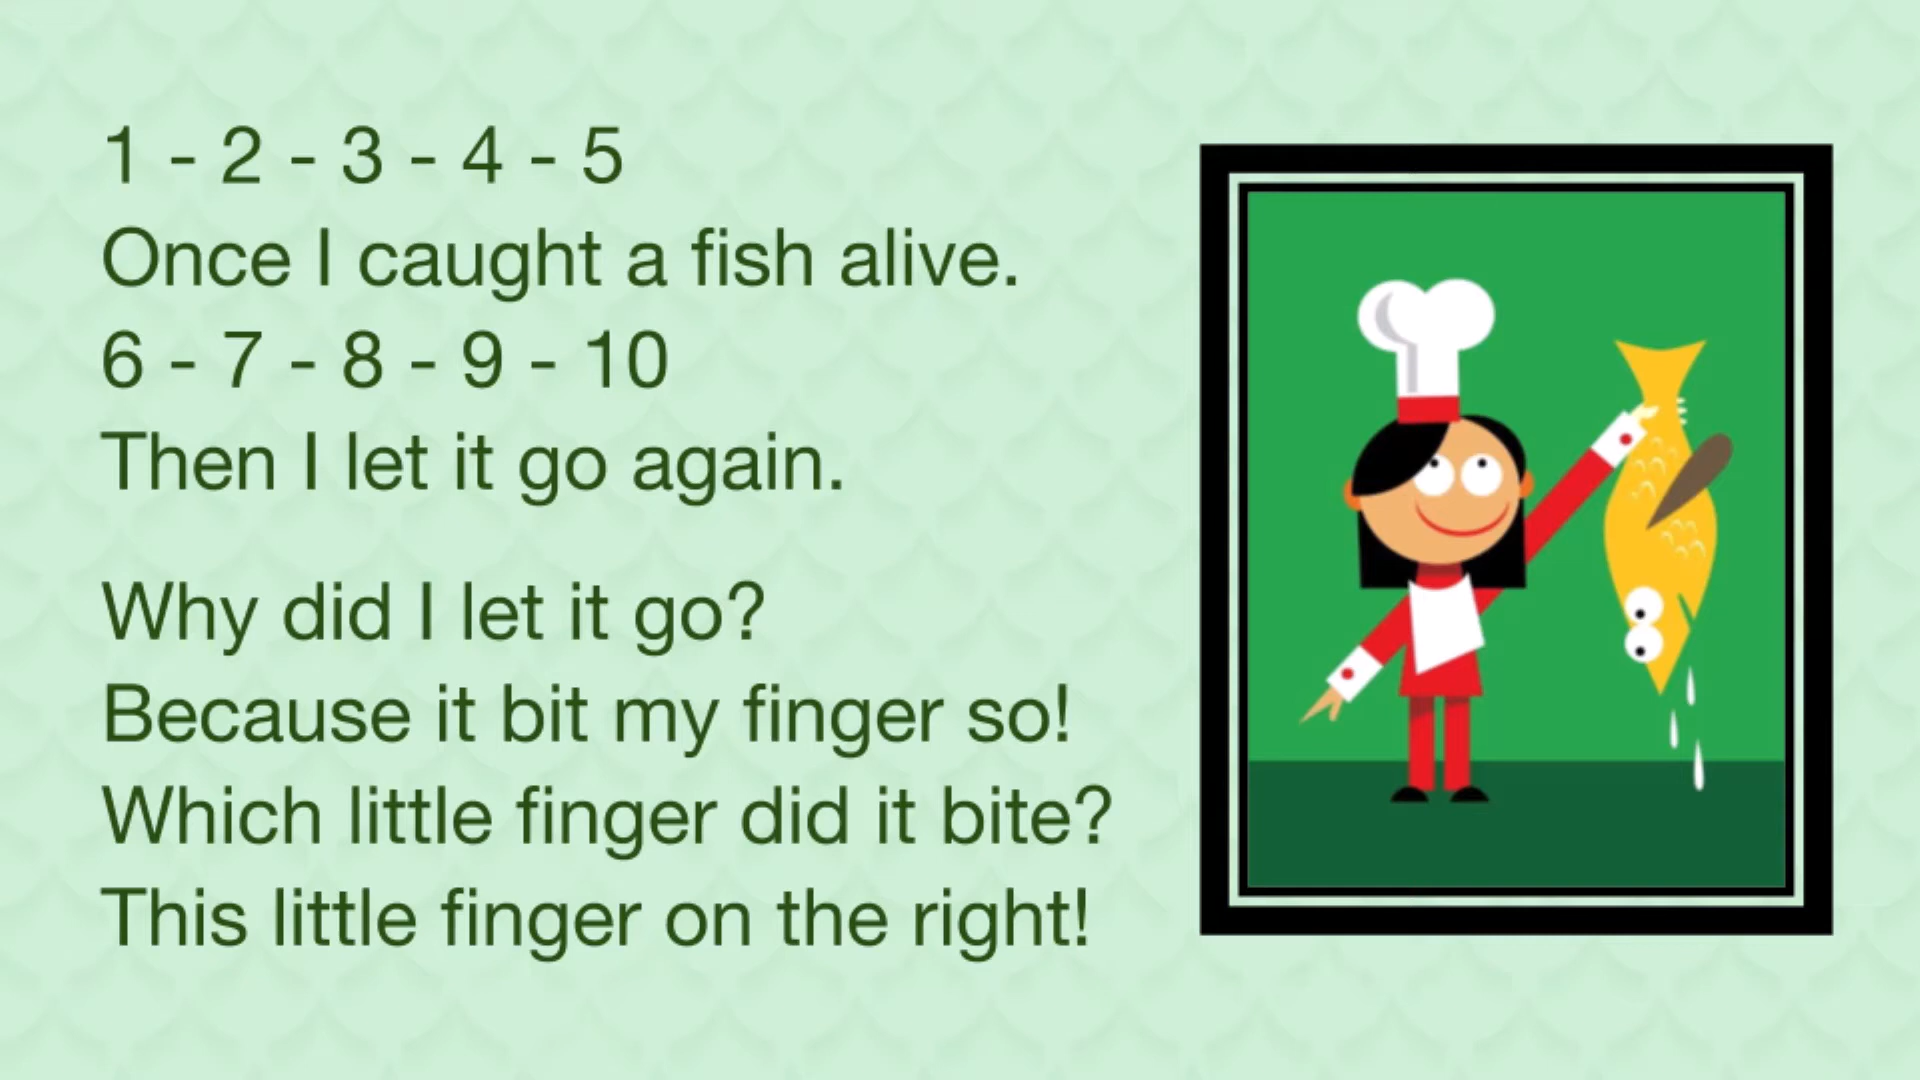 1 - 2 - 3 - 4 - 5
Once I caught a fish alive.
6 - 7 - 8 - 9 - 10
Then I let it go again.
Why did I let it go?
Because it bit my finger so!
Which little finger did it bite?
This little finger on the right!